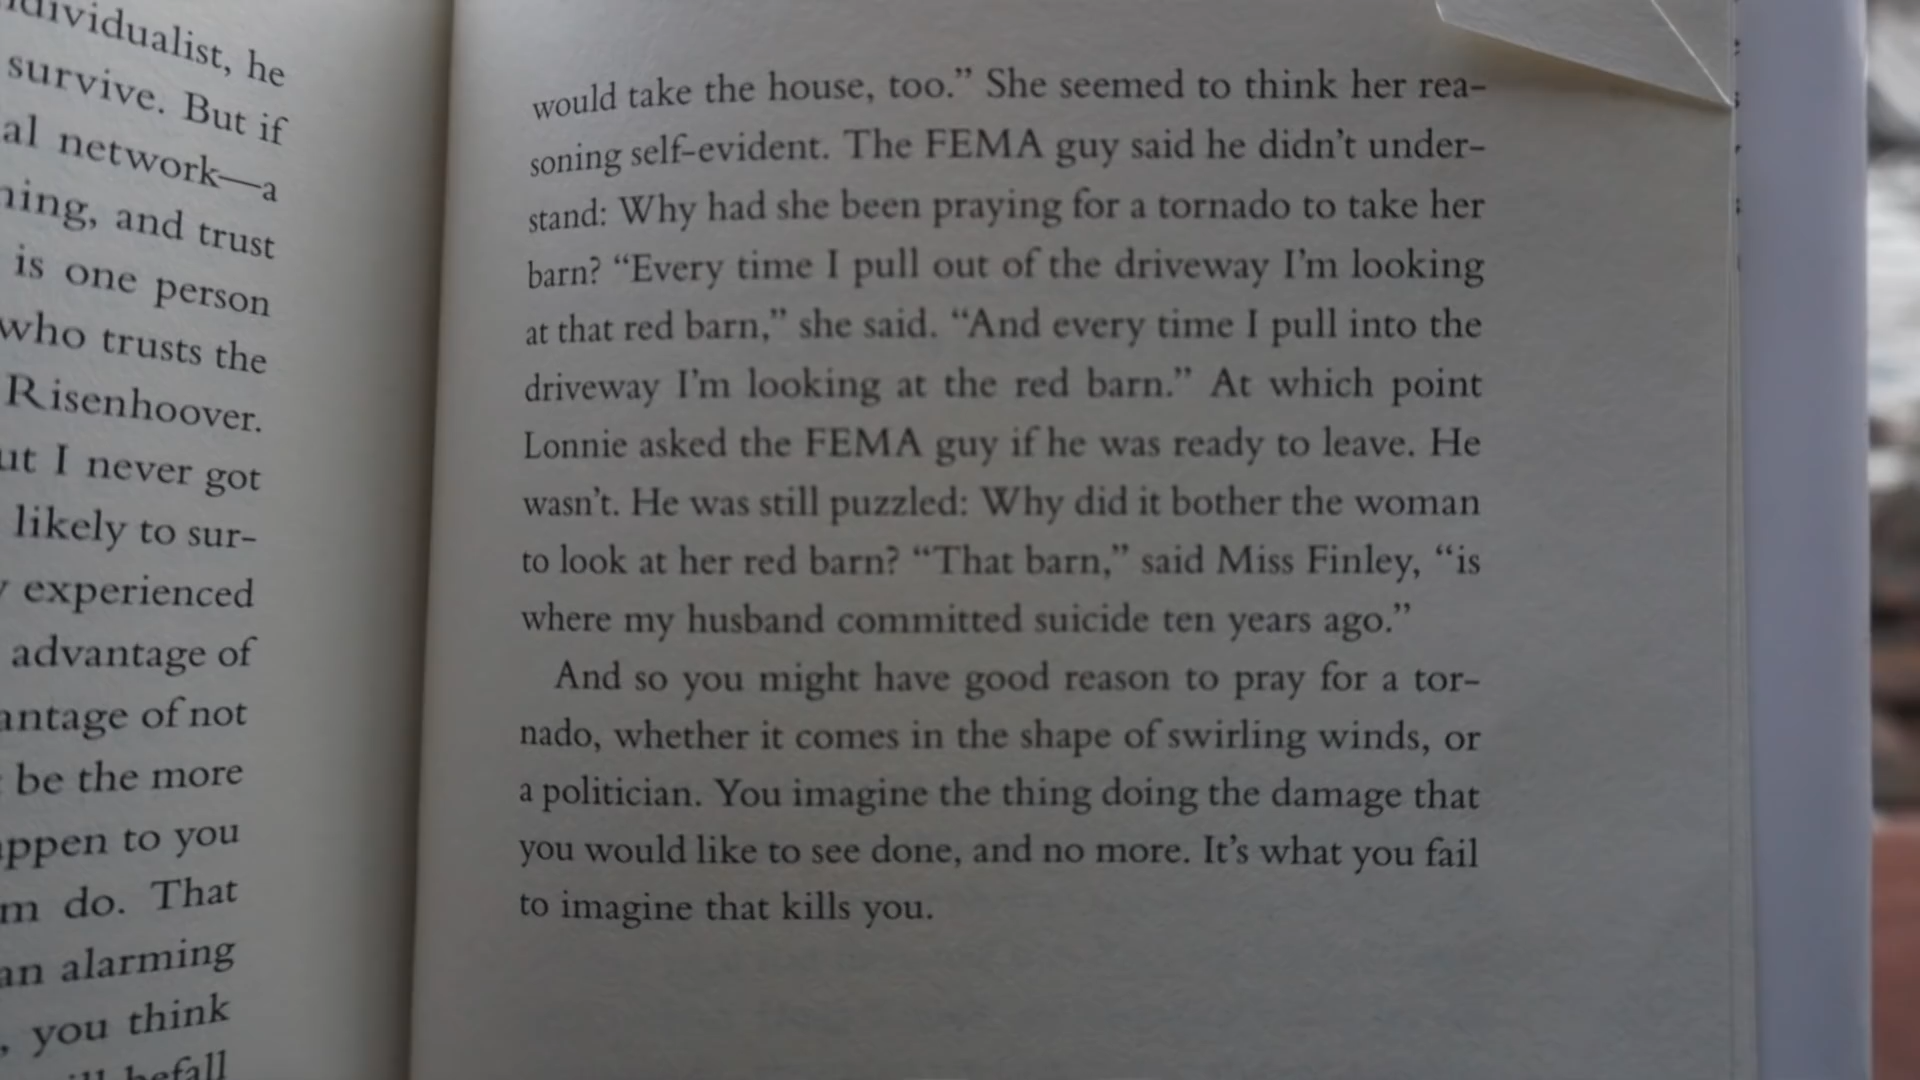 dividualist, he
survive. But if
al network—a
ning, and trust
is one person
who trusts the
Risenhoover.
ut I never got
likely to sur-
experienced
advantage of
antage of not
be the more
ppen to you
m do. That
an alarming
, you think
befall
would take the house, too.” She seemed to think her rea-
soning self-evident. The FEMA guy said he didn’t under-
stand: Why had she been praying for a tornado to take her
barn? “Every time I pull out of the driveway I’m looking
at that red barn,” she said. “And every time I pull into the
driveway I’m looking at the red barn.” At which point
Lonnie asked the FEMA guy if he was ready to leave. He
wasn’t. He was still puzzled: Why did it bother the woman
to look at her red barn? “That barn,” said Miss Finley, “is
where my husband committed suicide ten years ago.”
And so you might have good reason to pray for a tor-
nado, whether it comes in the shape of swirling winds, or
a politician. You imagine the thing doing the damage that
you would like to see done, and no more. It’s what you fail
to imagine that kills you.